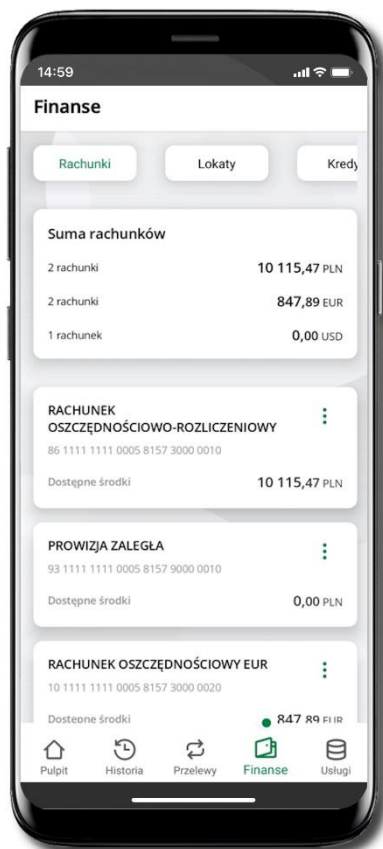 14:59
Finanse
Rachunki Lokaty Kredy
Suma rachunków
2 rachunki 10 115,47 PLN
2 rachunki 847,89 EUR
1 rachunek 0,00 USD
RACHUNEK
OSZCZĘDNOŚCIOWO-ROZLICZENIOWY
86 1111 1111 0005 8157 3000 0010
Dostępne środki 10 115,47 PLN
PROWIZJA ZALEGŁA
93 1111 1111 0005 8157 9000 0010
Dostępne środki 0,00 PLN
RACHUNEK OSZCZĘDNOŚCIOWY EUR
10 1111 1111 0005 8157 3000 0020
Dostępne środki 847,89 EUR
Pulpit Historia Przelewy Finanse Usługi